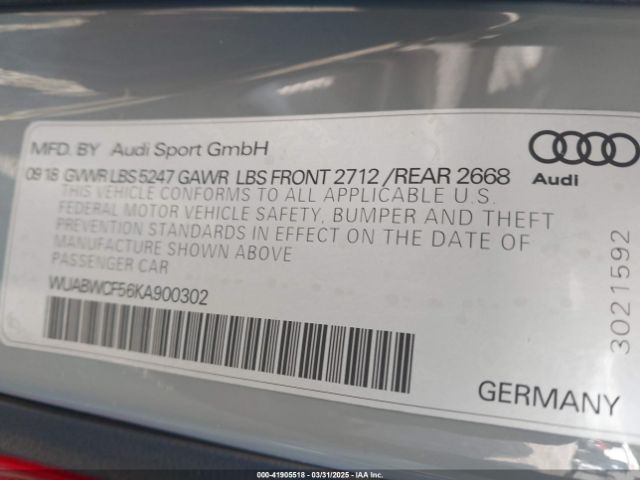 MFD. BY Audi Sport GmbH
0918 GVWR LBS 5247 GAWR LBS FRONT 2712 /REAR 2668
THIS VEHICLE CONFORMS TO ALL APPLICABLE U.S.
FEDERAL MOTOR VEHICLE SAFETY, BUMPER AND THEFT
PREVENTION STANDARDS IN EFFECT ON THE DATE OF
MANUFACTURE SHOWN ABOVE
PASSENGER CAR
WUABWCF56KA900302
Audi
3021592
GERMANY
000-41905518 - 03/31/2025 - IAA Inc.